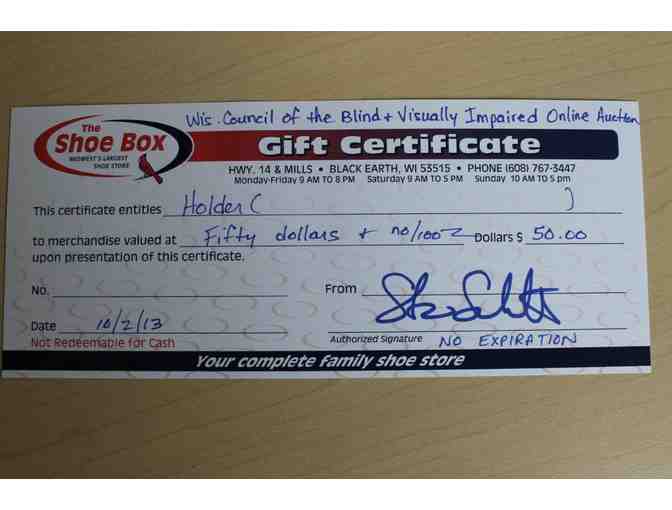 Wis. Council of the Blind + Visually Impaired Online Auction
The
Shoe Box
MIDWEST'S LARGEST
SHOE STORE
Gift Certificate
HWY. 14 & MILLS • BLACK EARTH, WI 53515 • PHONE (608) 767-3447
Monday-Friday 9 AM TO 8 PM Saturday 9 AM TO 5 PM Sunday 10 AM TO 5 pm
This certificate entitles Holder ( )
to merchandise valued at Fifty dollars + no/100 Dollars $ 50.00
upon presentation of this certificate.
No. From
Date 10/2/13
Authorized Signature NO EXPIRATION
Not Redeemable for Cash
Your complete family shoe store